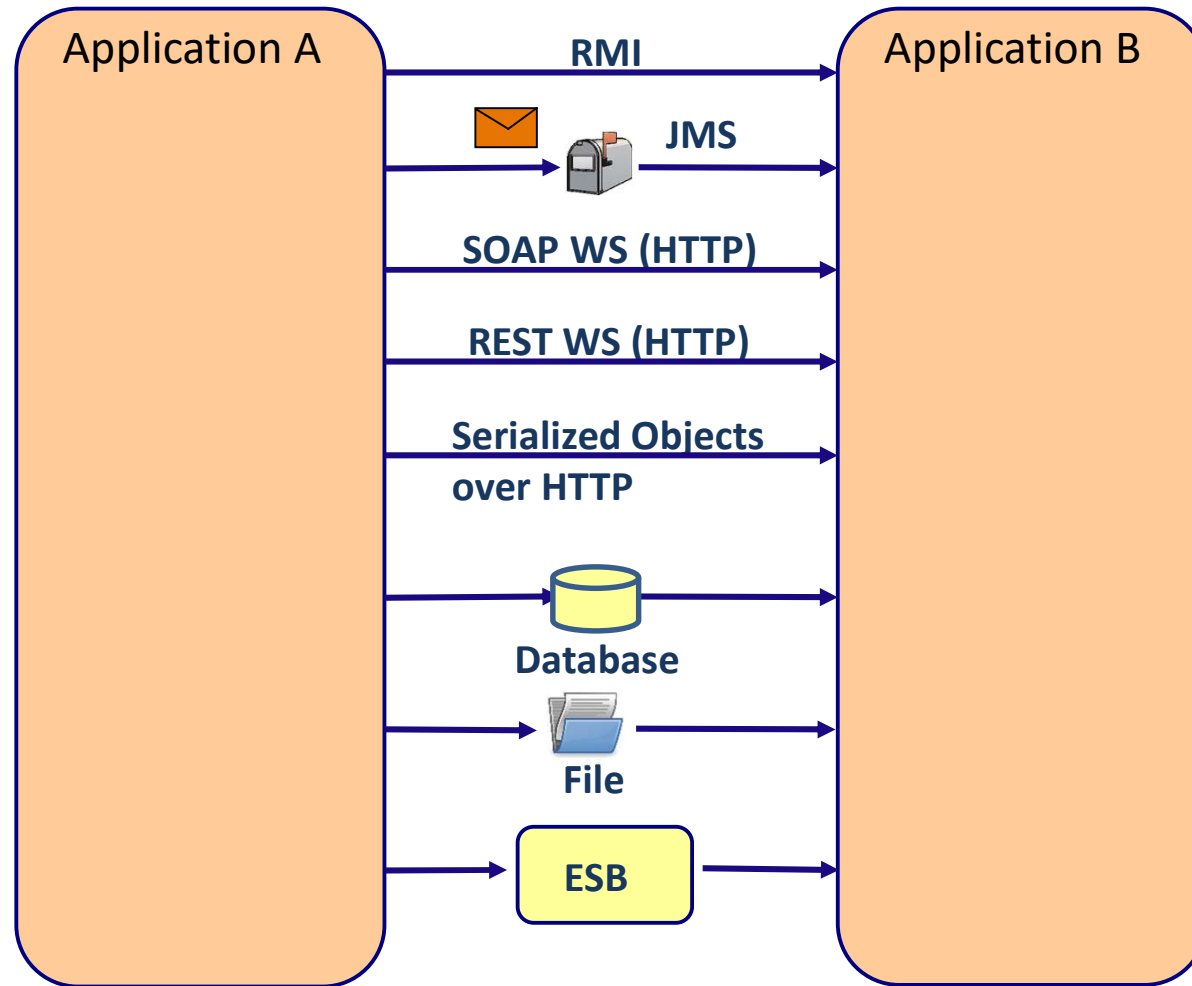 Application A
RMI
Application B
JMS
SOAP WS (HTTP)
REST WS (HTTP)
Serialized Objects
over HTTP
Database
File
ESB